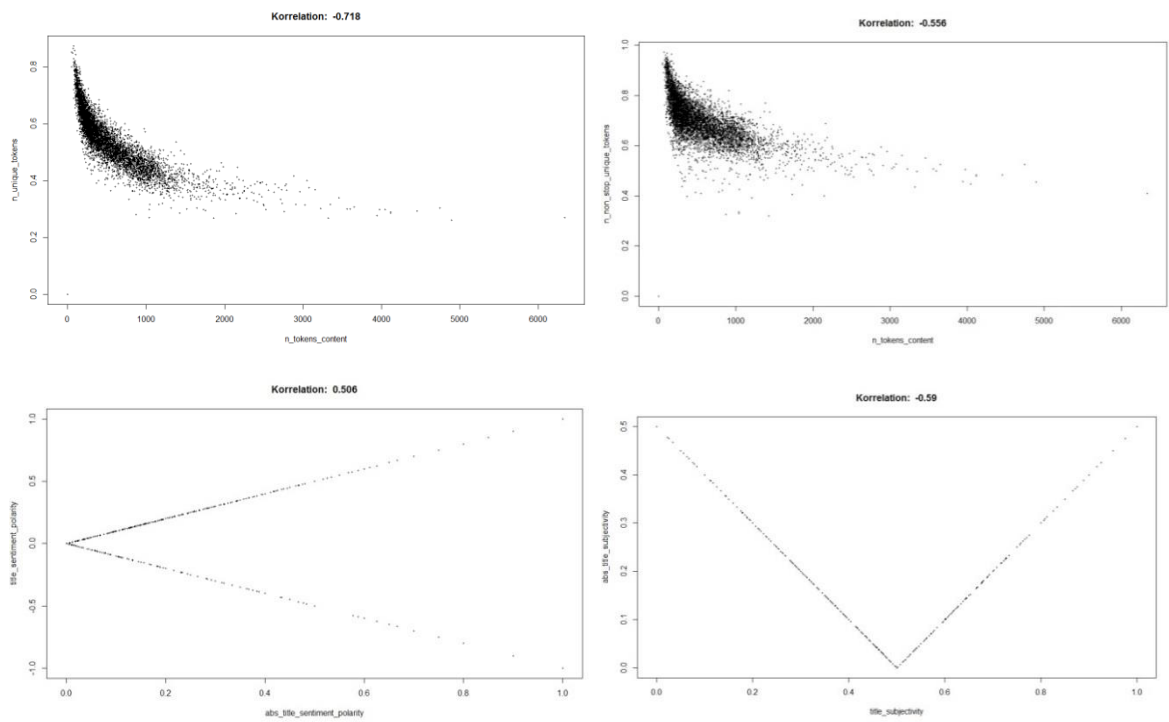 Korrelation: -0.718
n_unique_tokens
0.8
0.6
0.4
0.2
0.0
0 1000 2000 3000 4000 5000 6000
n_tokens_content
Korrelation: -0.556
n_non_stop_unique_tokens
1.0
0.8
0.6
0.4
0.2
0.0
0 1000 2000 3000 4000 5000 6000
n_tokens_content
Korrelation: 0.506
title_sentiment_polarity
1.0
0.5
0.0
-0.5
-1.0
0.0 0.2 0.4 0.6 0.8 1.0
abs_title_sentiment_polarity
Korrelation: -0.59
abs_title_subjectivity
0.5
0.4
0.3
0.2
0.1
0.0
0.0 0.2 0.4 0.6 0.8 1.0
title_subjectivity